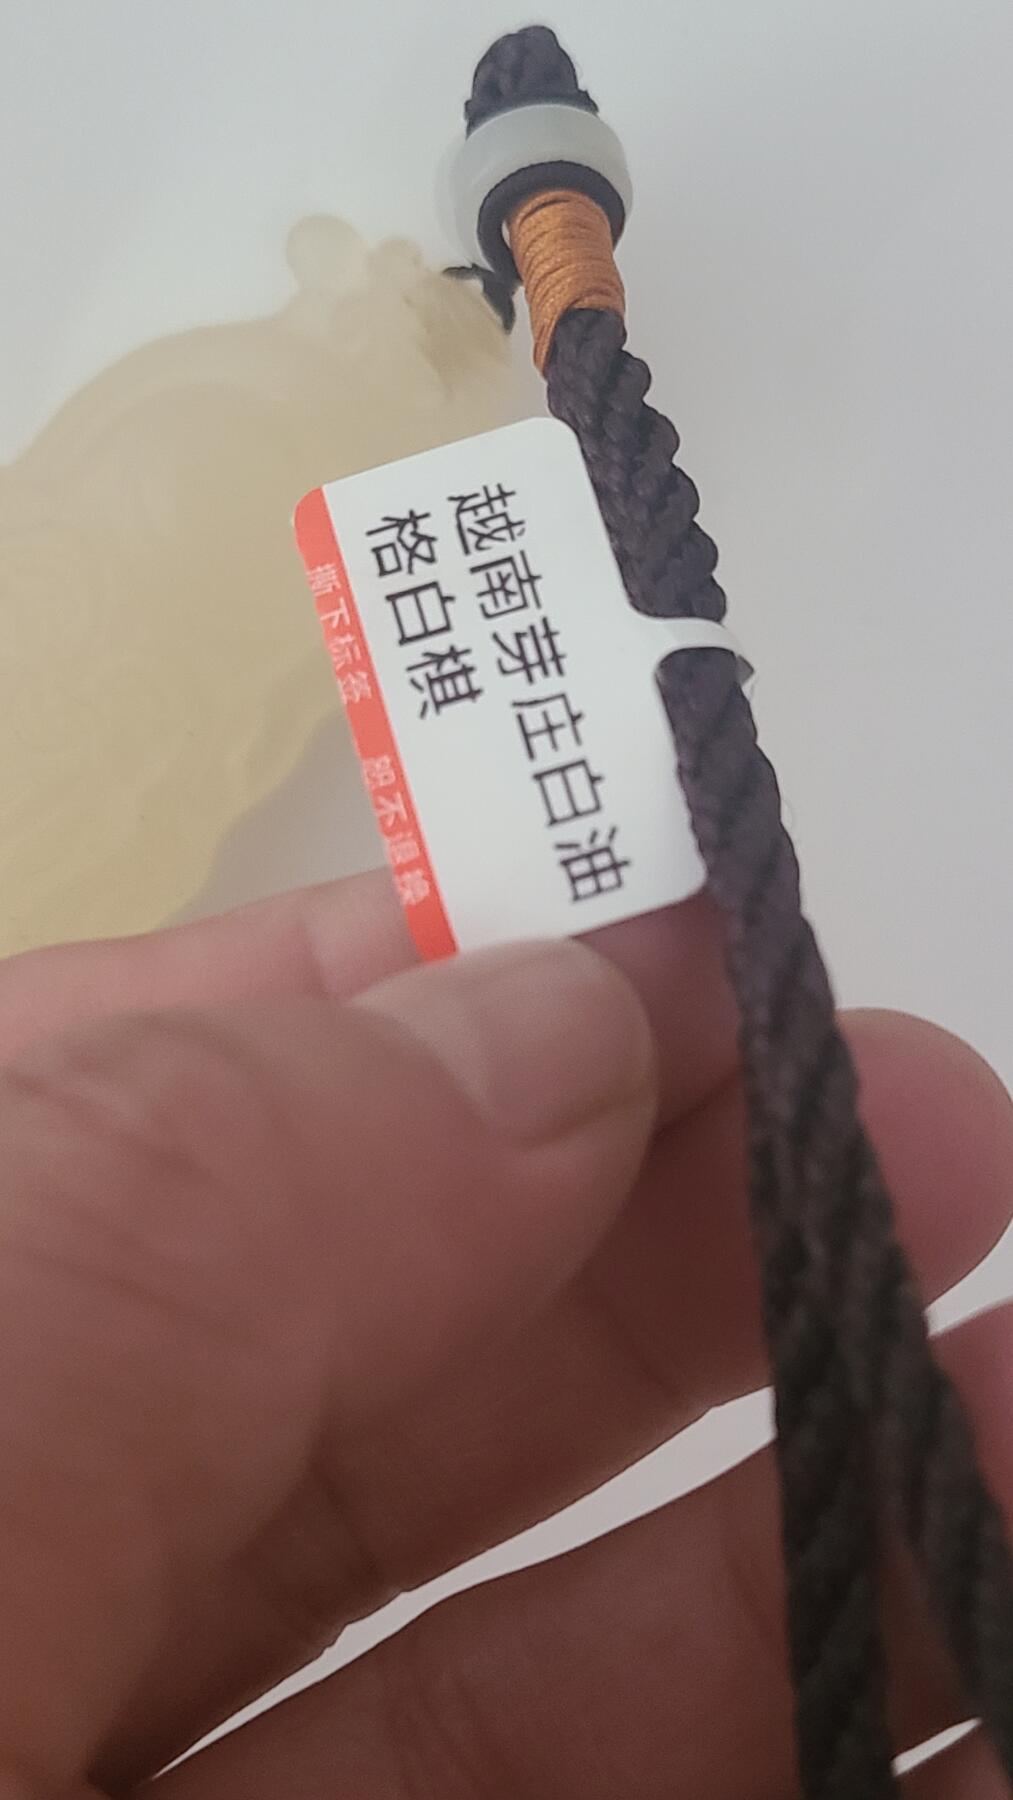 越南芽庄白油
格白棋
撕下标签 恕不退换